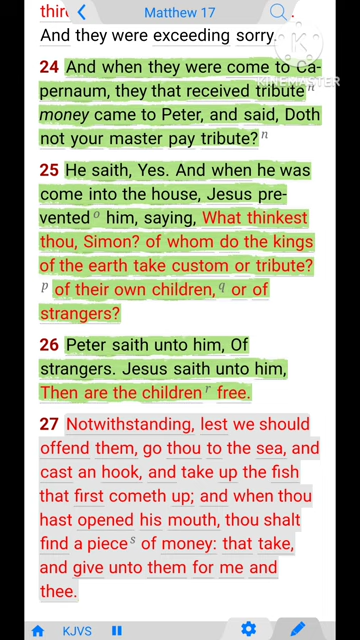 Matthew 17
And they were exceeding sorry.
KINEMASTER
24 And when they were come to Ca-
pernaum, they that received tribute n
money came to Peter, and said, Doth
not your master pay tribute? n
25 He saith, Yes. And when he was
come into the house, Jesus pre-
vented o him, saying, What thinkest
thou, Simon? of whom do the kings
of the earth take custom or tribute?
p of their own children, q or of
strangers?
26 Peter saith unto him, Of
strangers. Jesus saith unto him,
Then are the children r free.
27 Notwithstanding, lest we should
offend them, go thou to the sea, and
cast an hook, and take up the fish
that first cometh up; and when thou
hast opened his mouth, thou shalt
find a piece s of money: that take,
and give unto them for me and
thee.
KJVS